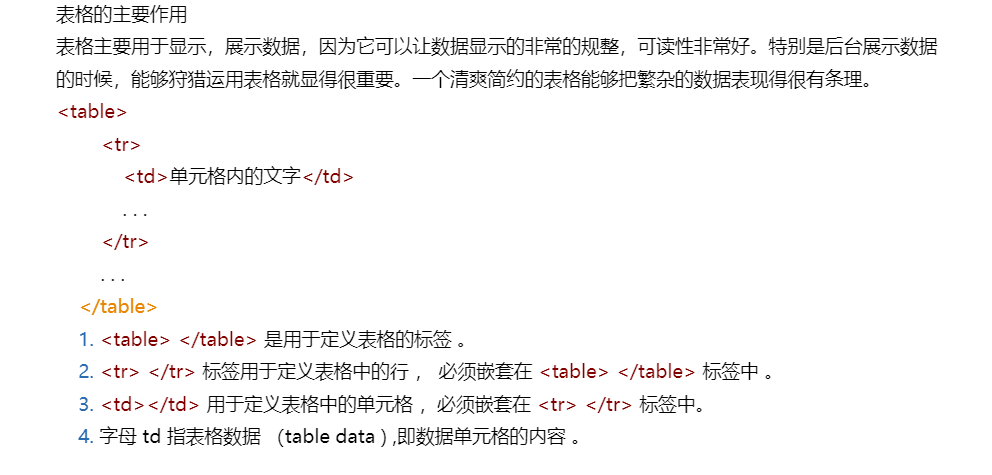 表格的主要作用
表格主要用于显示，展示数据，因为它可以让数据显示的非常的规整，可读性非常好。特别是后台展示数据
的时候，能够狩猎运用表格就显得很重要。一个清爽简约的表格能够把繁杂的数据表现得很有条理。
<table>
<tr>
<td>单元格内的文字</td>
. . .
</tr>
. . .
</table>
1. <table> </table> 是用于定义表格的标签 。
2. <tr> </tr> 标签用于定义表格中的行 ， 必须嵌套在 <table> </table> 标签中 。
3. <td></td> 用于定义表格中的单元格 ，必须嵌套在 <tr> </tr> 标签中。
4. 字母 td 指表格数据 （table data ) ,即数据单元格的内容 。